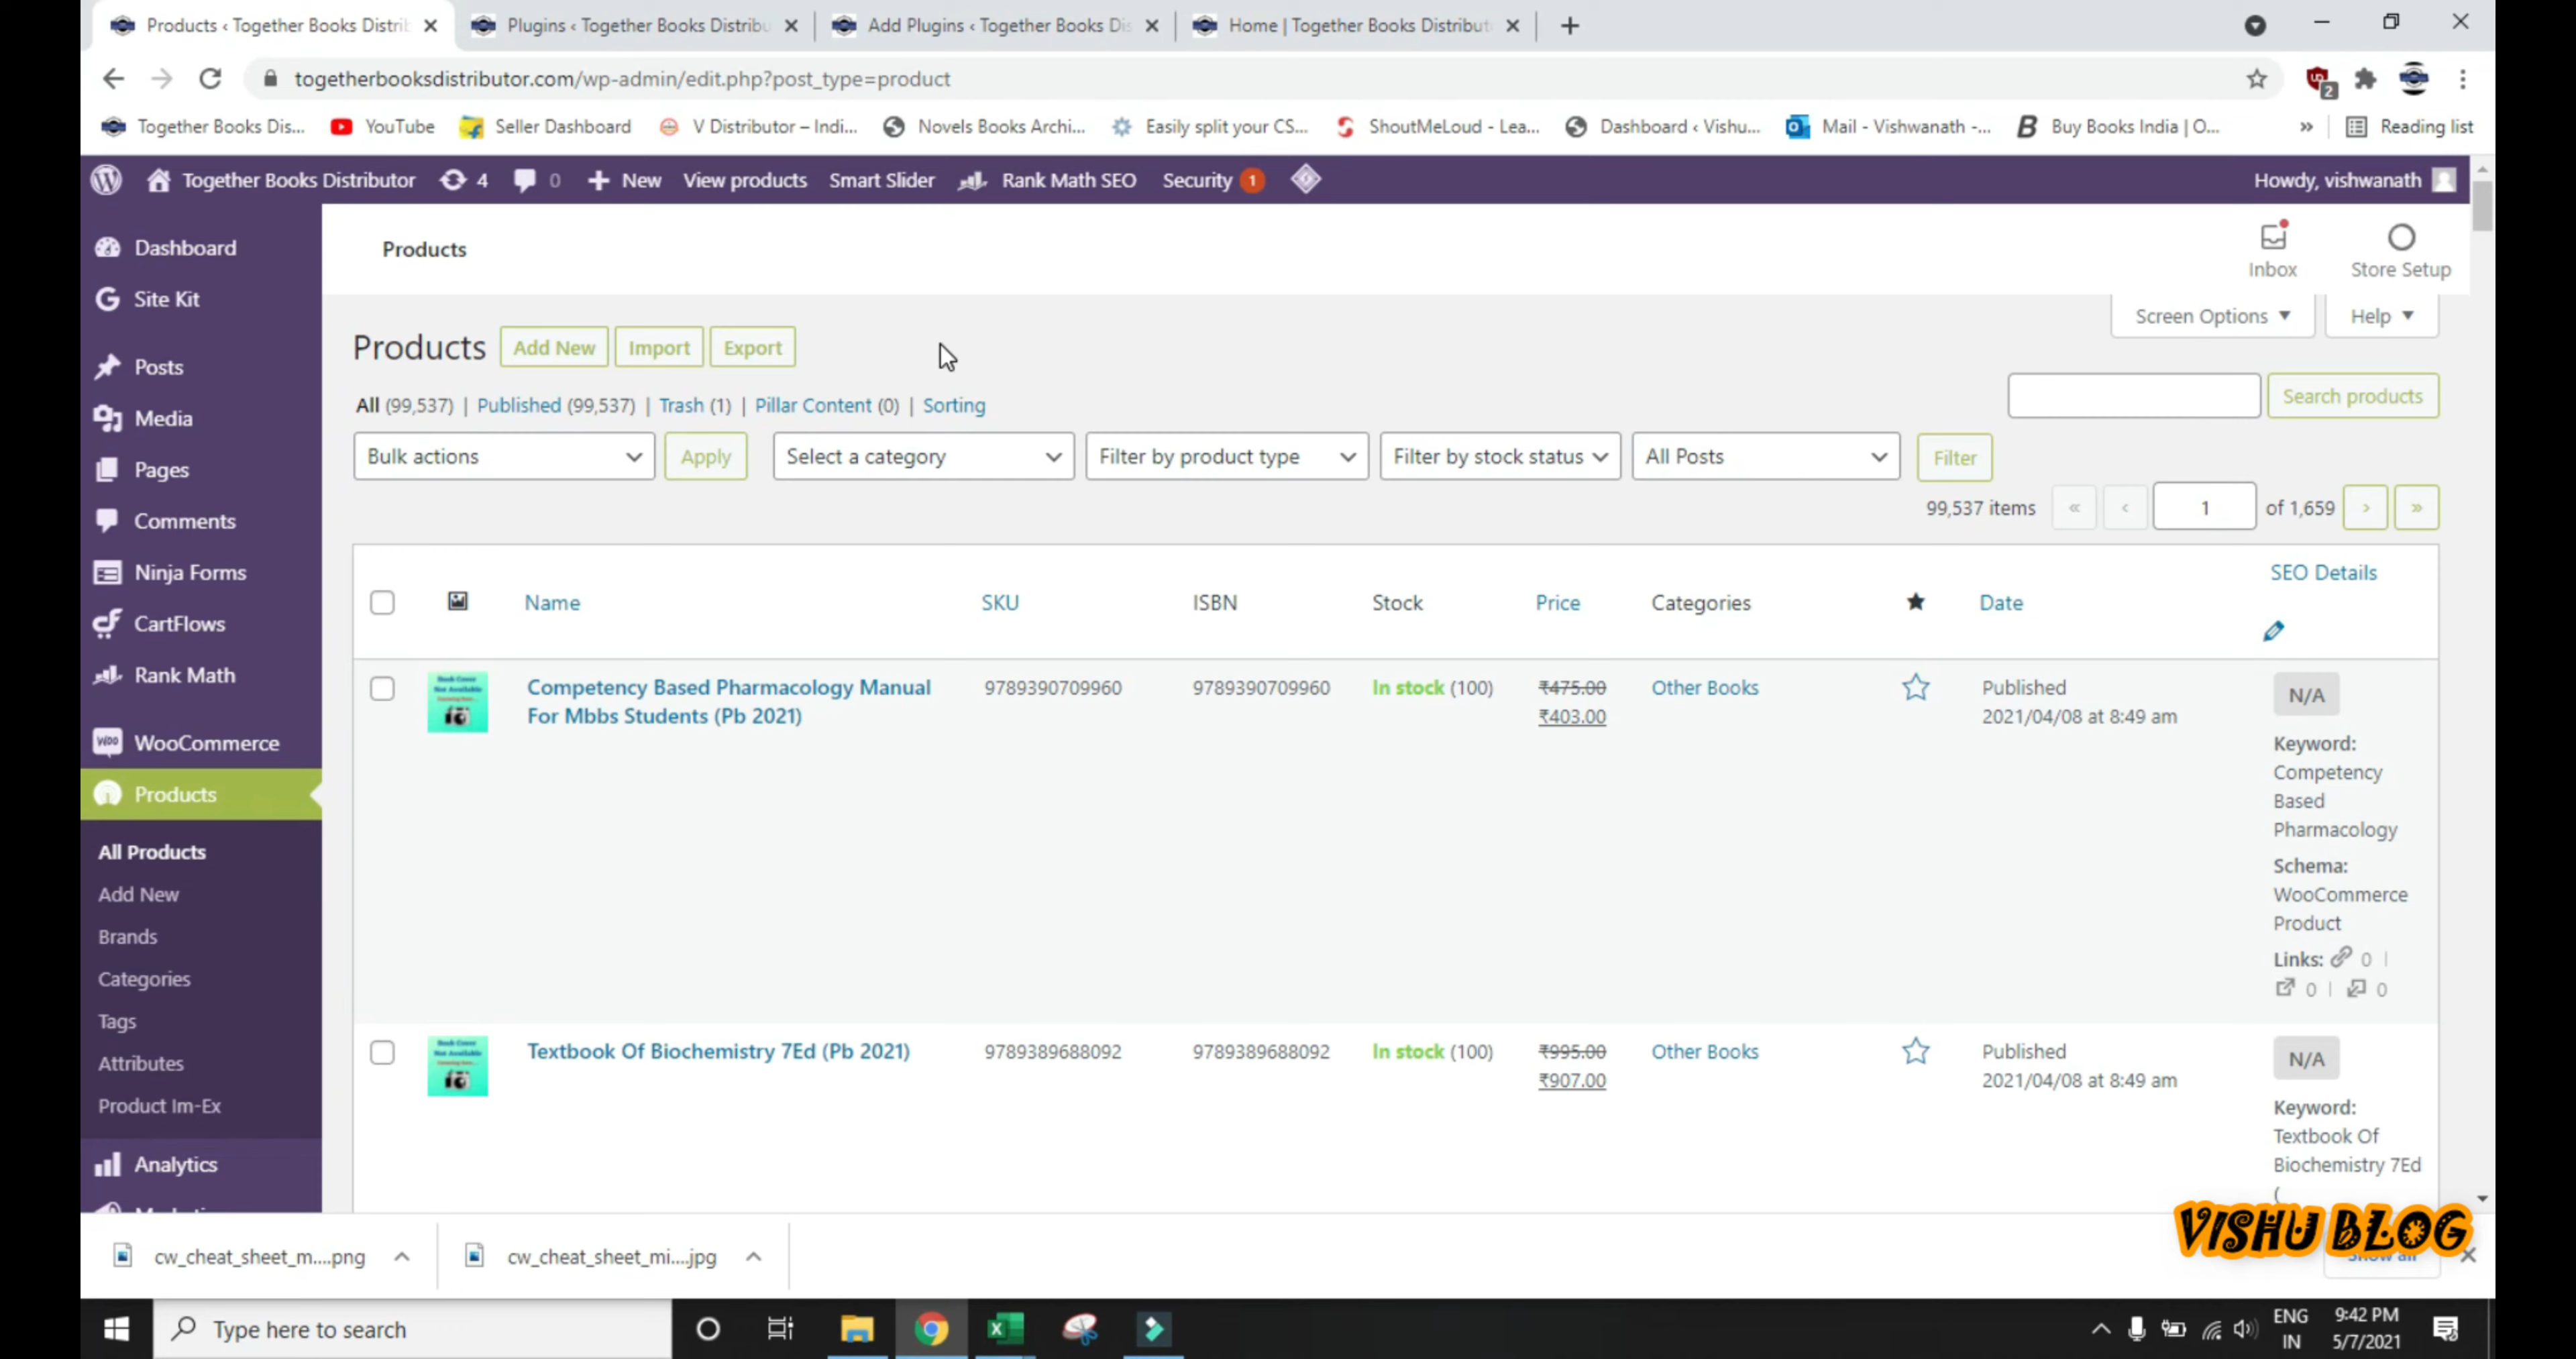 Products ‹ Together Books Distrib
Plugins ‹ Together Books Distribu
Add Plugins ‹ Together Books Dis
Home | Together Books Distribut
togetherbooksdistributor.com/wp-admin/edit.php?post_type=product
2
Together Books Dis...
YouTube
Seller Dashboard
V Distributor – Indi...
Novels Books Archi...
Easily split your CS...
ShoutMeLoud - Lea...
Dashboard ‹ Vishu...
Mail - Vishwanath -...
Buy Books India | O...
»
Reading list
Together Books Distributor
4
0
+ New
View products
Smart Slider
Rank Math SEO
Security 1
Howdy, vishwanath
Dashboard
Site Kit
Posts
Media
Pages
Comments
Ninja Forms
CartFlows
Rank Math
WooCommerce
Products
All Products
Add New
Brands
Categories
Tags
Attributes
Product Im-Ex
Analytics
Products
Inbox
Store Setup
Screen Options ▼
Help ▼
Products
Add New
Import
Export
All (99,537) | Published (99,537) | Trash (1) | Pillar Content (0) | Sorting
Search products
Bulk actions
Apply
Select a category
Filter by product type
Filter by stock status
All Posts
Filter
99,537 items « ‹ 1 of 1,659 › »
Name
SKU
ISBN
Stock
Price
Categories
Date
SEO Details
Competency Based Pharmacology Manual
For Mbbs Students (Pb 2021)
9789390709960
9789390709960
In stock (100)
₹475.00
₹403.00
Other Books
Published
2021/04/08 at 8:49 am
N/A
Keyword:
Competency
Based
Pharmacology
Schema:
WooCommerce
Product
Links: 0 |
0 | 0
Textbook Of Biochemistry 7Ed (Pb 2021)
9789389688092
9789389688092
In stock (100)
₹995.00
₹907.00
Other Books
Published
2021/04/08 at 8:49 am
N/A
Keyword:
Textbook Of
Biochemistry 7Ed
(
VISHU BLOG
cw_cheat_sheet_m....png
cw_cheat_sheet_mi....jpg
Show all
Type here to search
ENG
IN
9:42 PM
5/7/2021